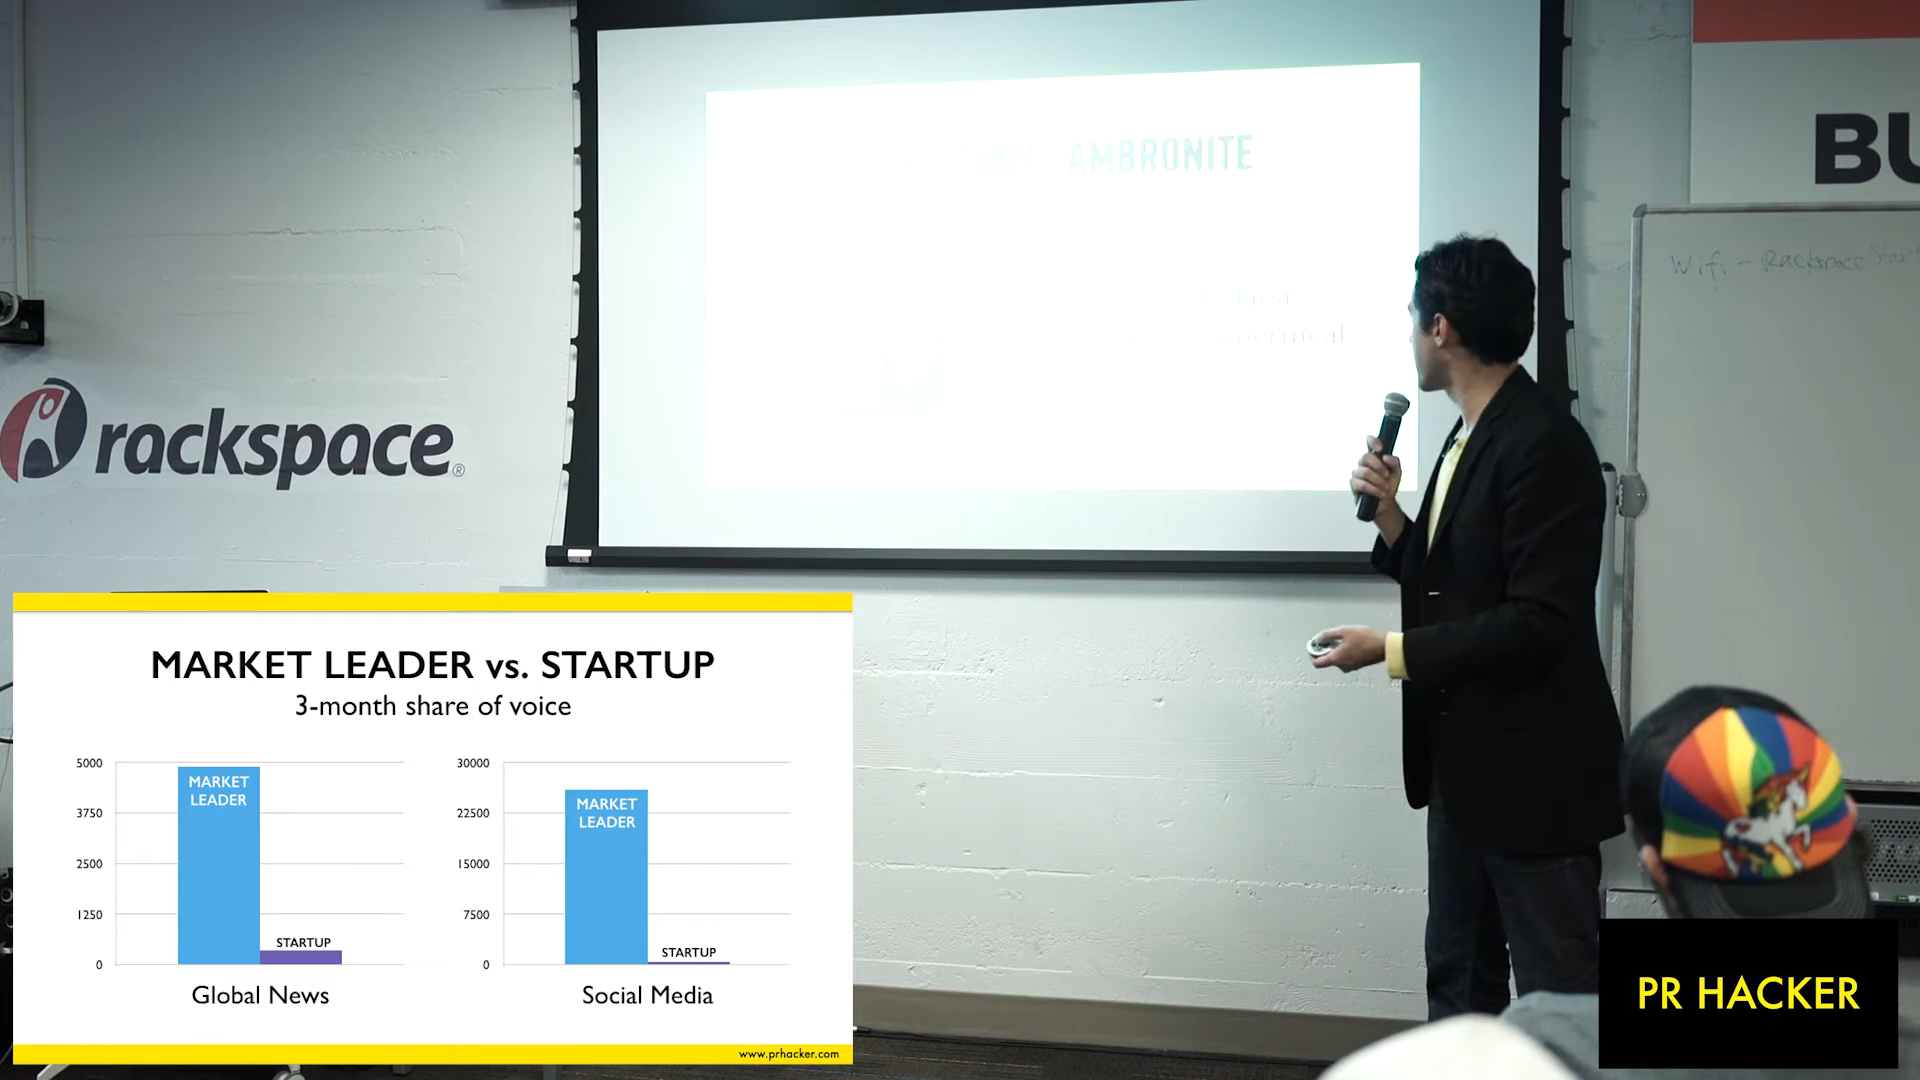 AMBRONITE
BU
Wifi - Rackspace
rackspace®
MARKET LEADER vs. STARTUP
3-month share of voice
5000
3750
2500
1250
0
MARKET
LEADER
STARTUP
Global News
30000
22500
15000
7500
0
MARKET
LEADER
STARTUP
Social Media
www.prhacker.com
PR HACKER